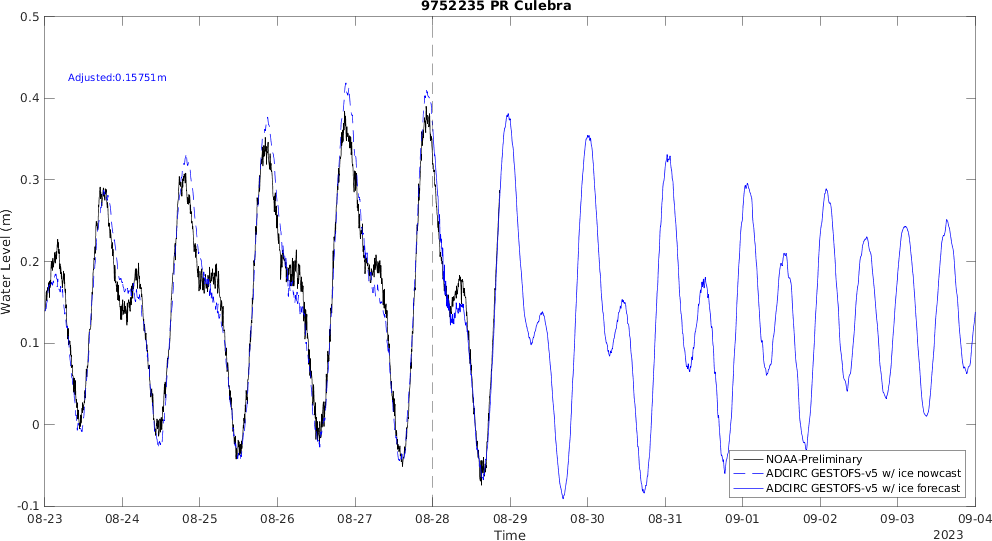 9752235 PR Culebra
Adjusted:0.15751m
Water Level (m)
0.5
0.4
0.3
0.2
0.1
0
-0.1
NOAA-Preliminary
ADCIRC GESTOFS-v5 w/ ice nowcast
ADCIRC GESTOFS-v5 w/ ice forecast
08-23 08-24 08-25 08-26 08-27 08-28 08-29 08-30 08-31 09-01 09-02 09-03 09-04
Time
2023